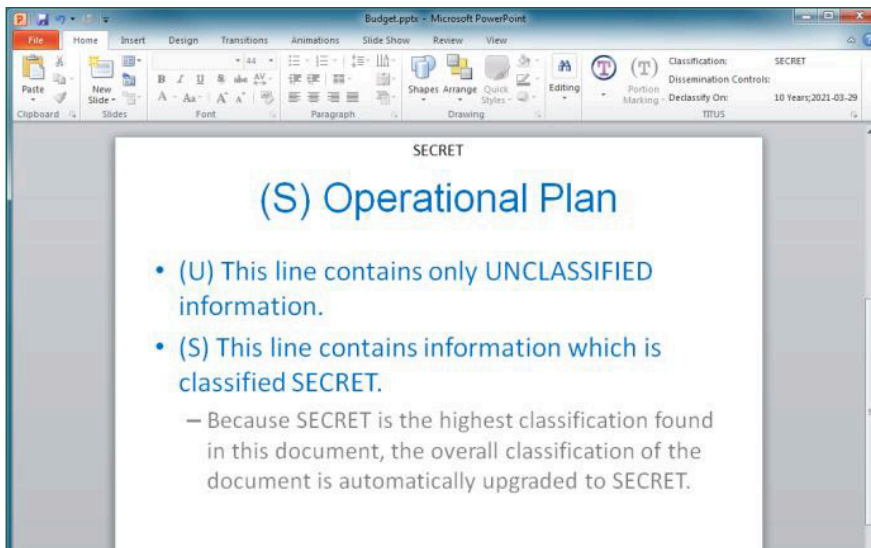 Budget.pptx - Microsoft PowerPoint
File Home Insert Design Transitions Animations Slide Show Review View
Paste
New Slide
44
B I U S abc AV
A Aa A A
Shapes Arrange Quick Styles
Editing
Portion Marking
Classification: SECRET
Dissemination Controls:
Declassify On: 10 Years;2021-03-29
Clipboard Slides Font Paragraph Drawing TITUS
SECRET
(S) Operational Plan
• (U) This line contains only UNCLASSIFIED
information.
• (S) This line contains information which is
classified SECRET.
– Because SECRET is the highest classification found
in this document, the overall classification of the
document is automatically upgraded to SECRET.